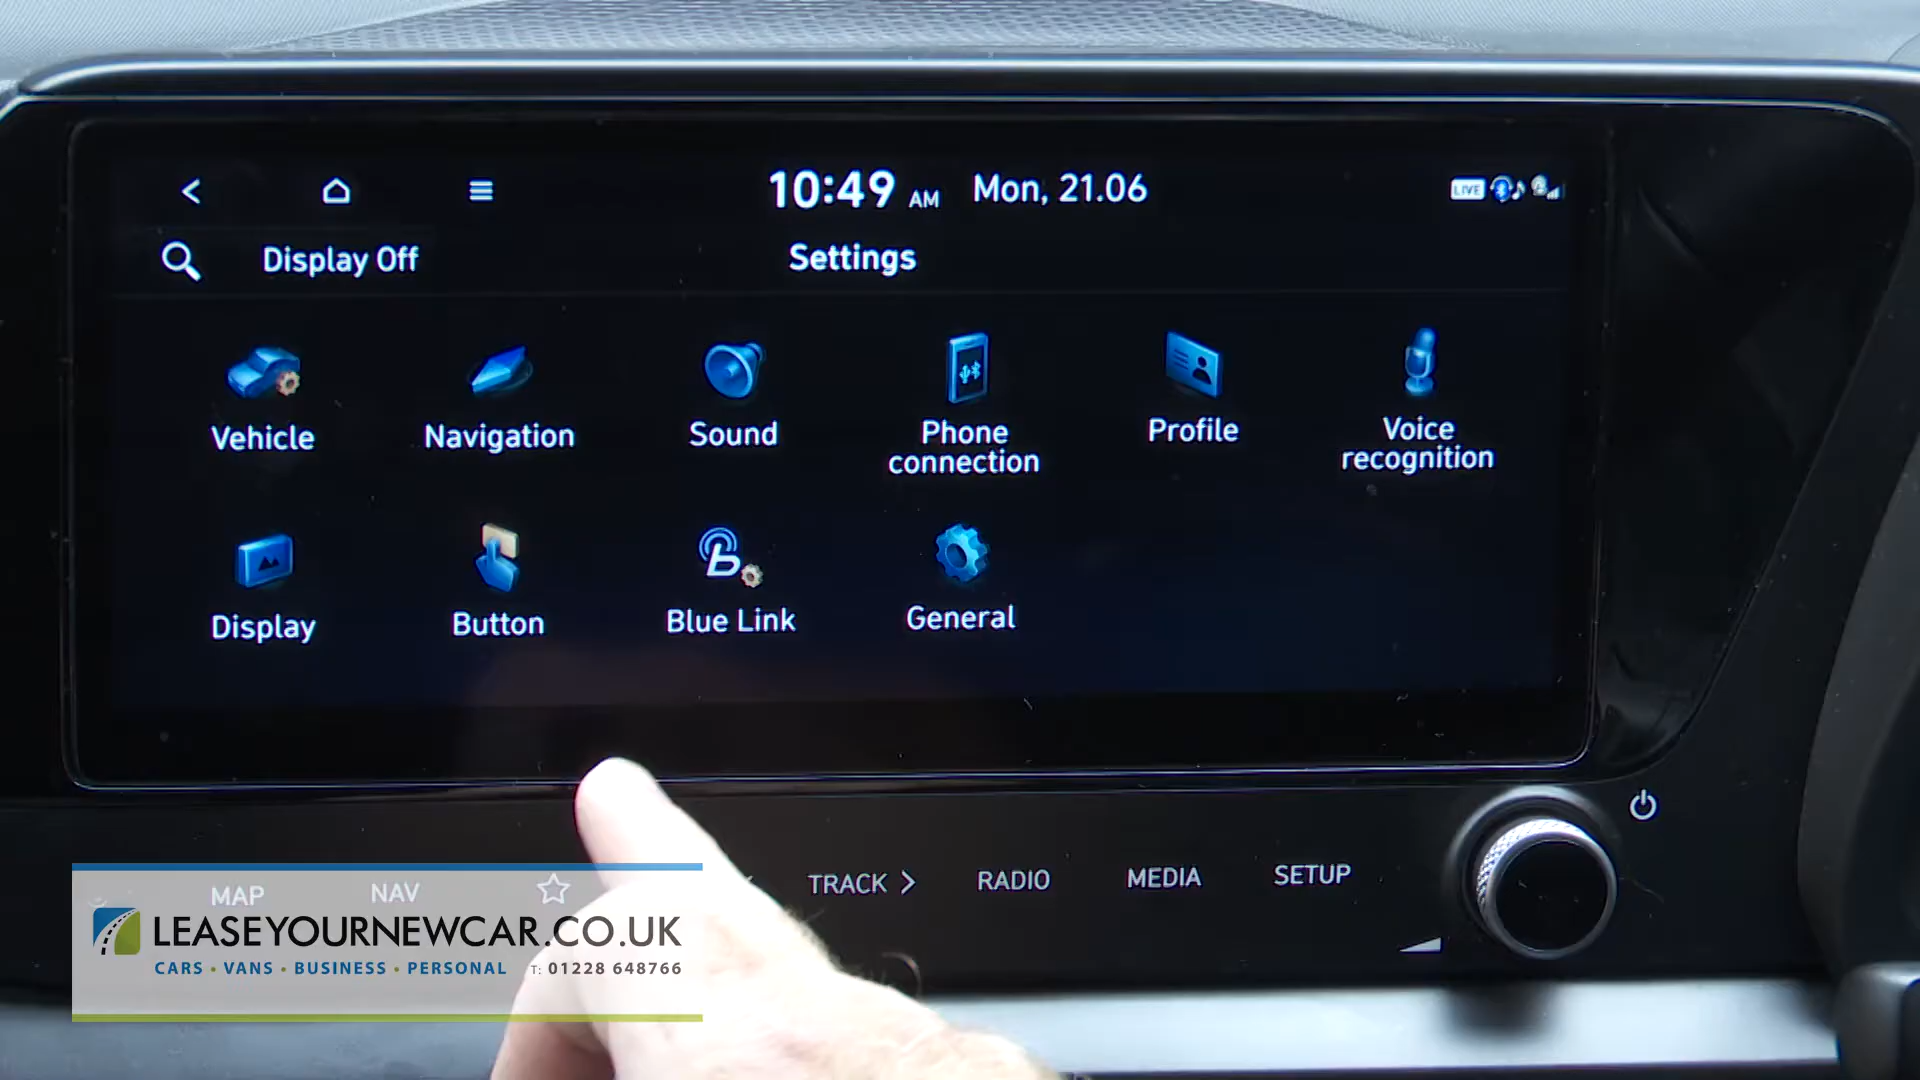 10:49 AM Mon, 21.06
LIVE
Display Off
Settings
Vehicle
Navigation
Sound
Phone
connection
Profile
Voice
recognition
Display
Button
Blue Link
General
MAP
NAV
TRACK >
RADIO
MEDIA
SETUP
LEASEYOURNEWCAR.CO.UK
CARS • VANS • BUSINESS • PERSONAL T: 01228 648766